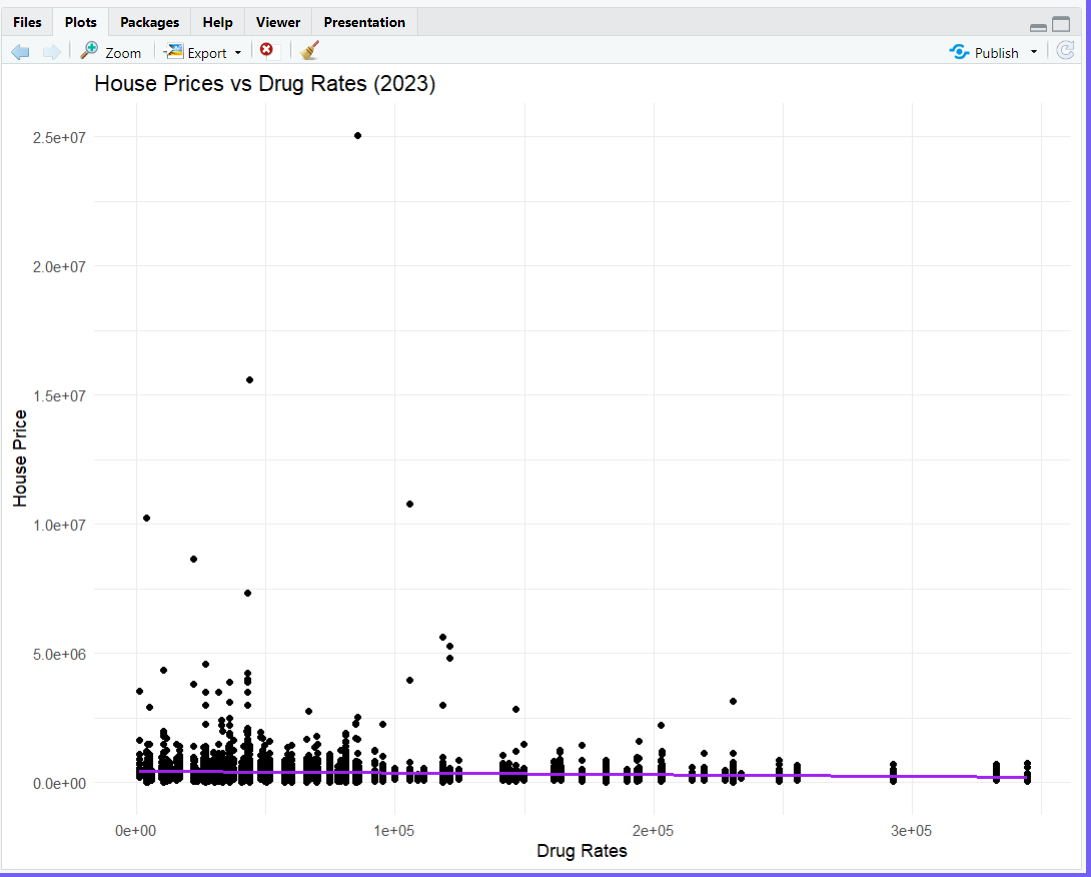 Files Plots Packages Help Viewer Presentation
Zoom Export Publish
House Prices vs Drug Rates (2023)
2.5e+07
2.0e+07
1.5e+07
1.0e+07
5.0e+06
0.0e+00
House Price
0e+00 1e+05 2e+05 3e+05
Drug Rates